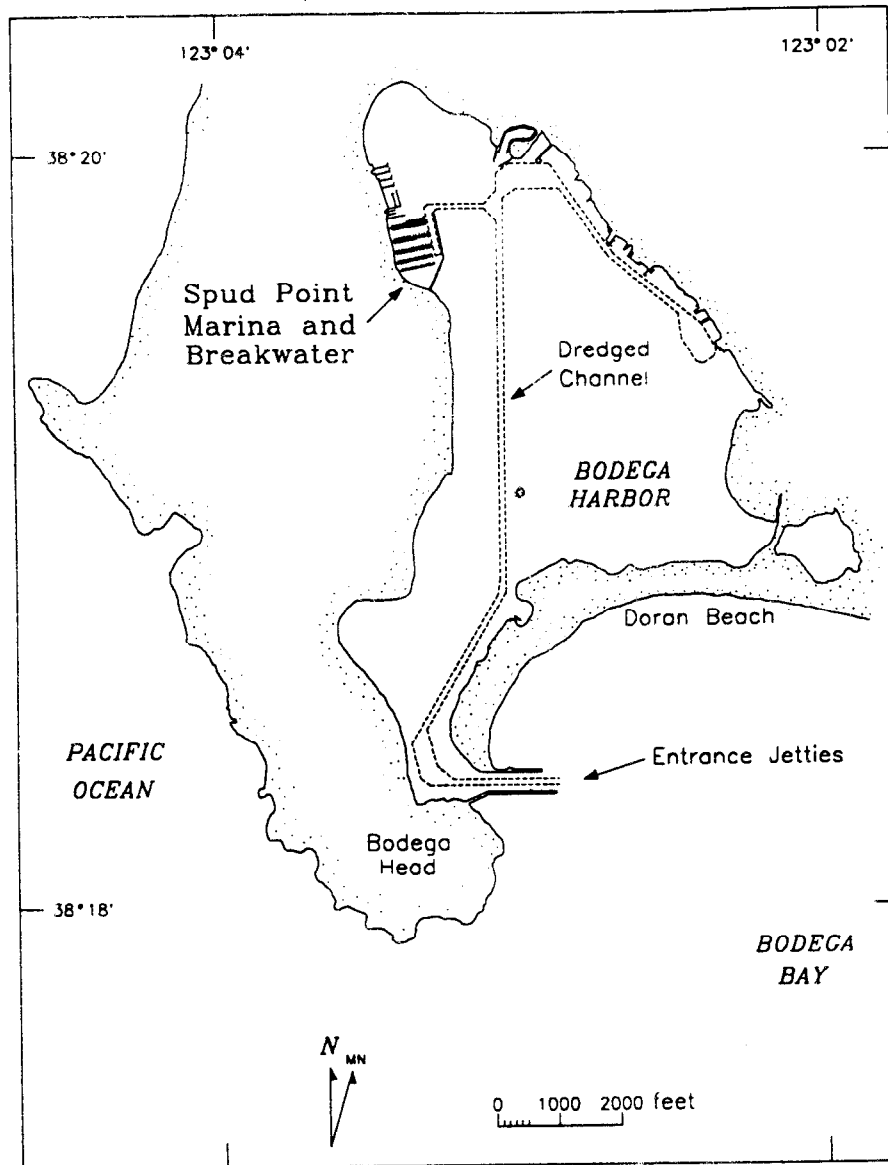 123° 04'
123° 02'
38° 20'
Spud Point
Marina and
Breakwater
Dredged
Channel
BODEGA
HARBOR
Doran Beach
PACIFIC
OCEAN
Entrance Jetties
Bodega
Head
38° 18'
BODEGA
BAY
N
MN
0 1000 2000 feet